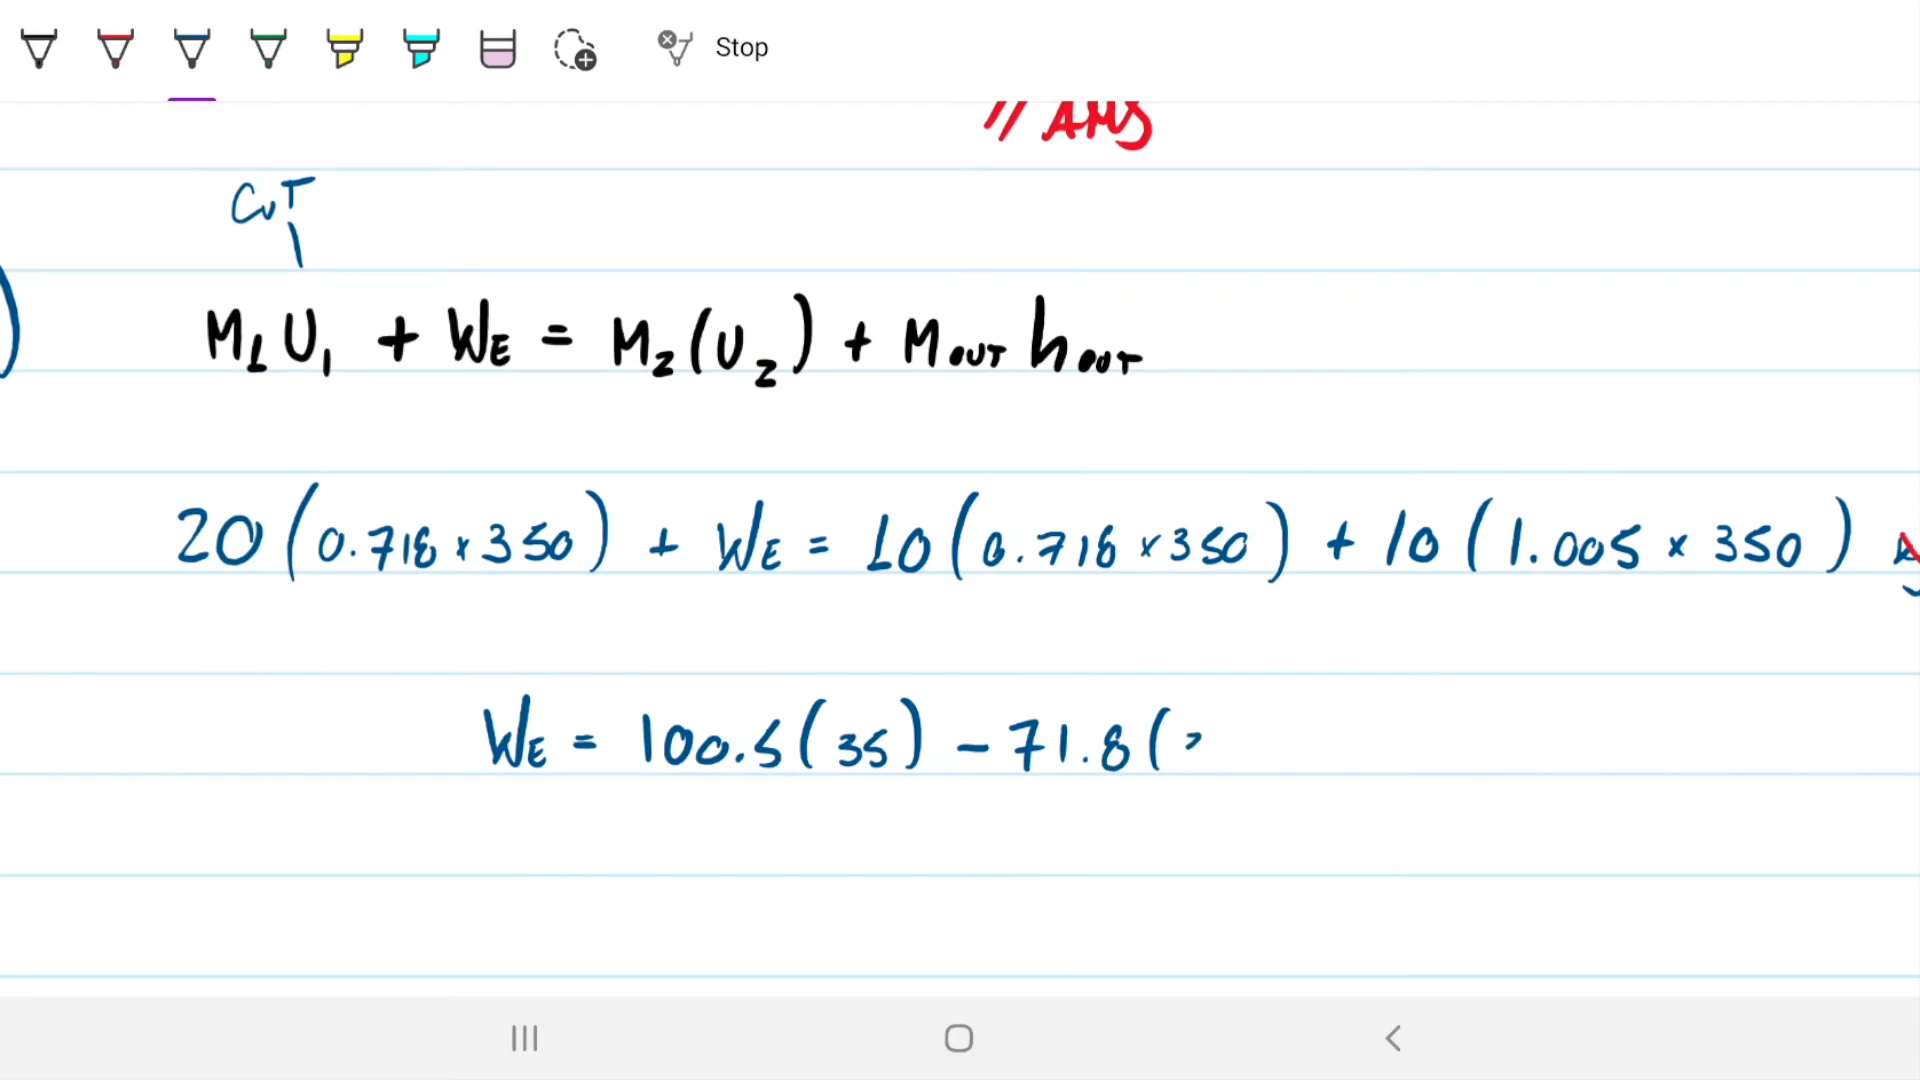 Stop
// ANS
CvT
M1 U1 + WE = M2(U2) + MOUT hOUT
20(0.718 x 350) + WE = 10(0.718 x 350) + 10(1.005 x 350)
WE = 100.5(35) - 71.8(